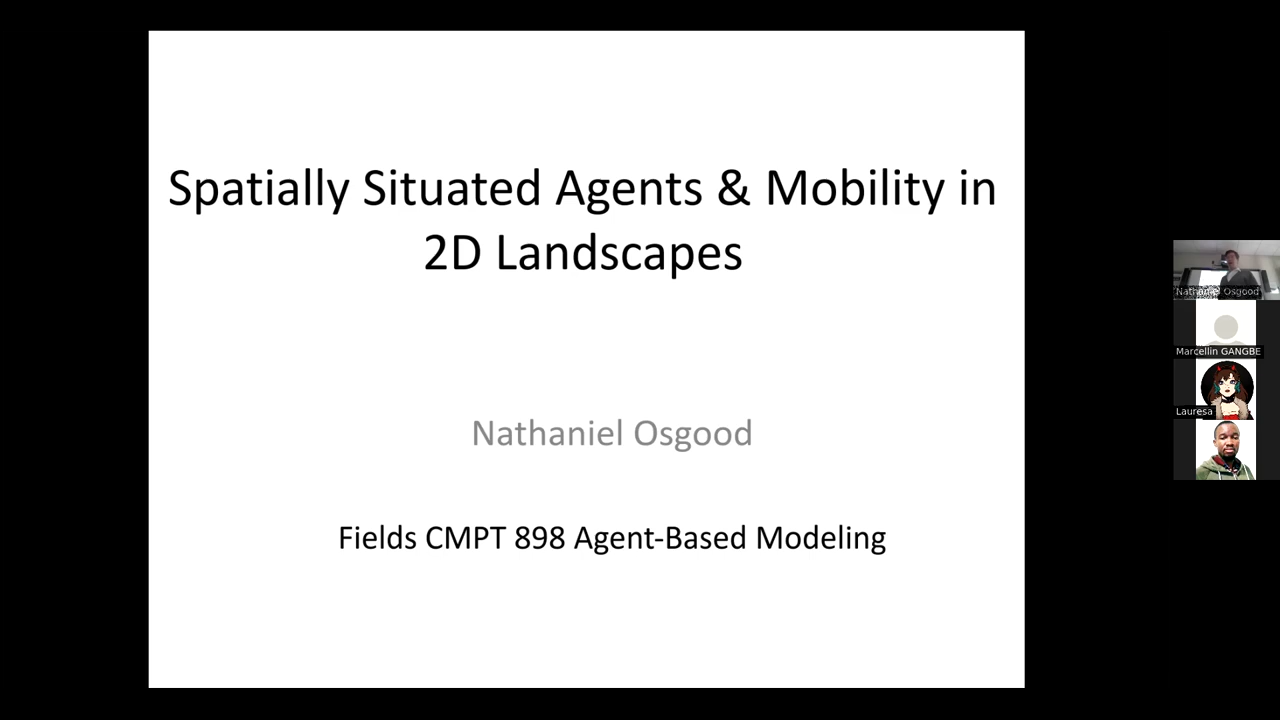 Spatially Situated Agents & Mobility in
2D Landscapes
Nathaniel Osgood
Fields CMPT 898 Agent-Based Modeling
Nathaniel Osgood
Marcellin GANGBE
Lauresa